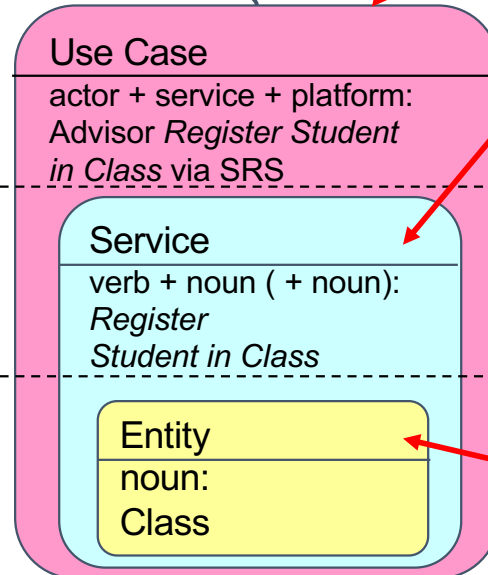 Use Case
actor + service + platform:
Advisor Register Student
in Class via SRS
Service
verb + noun ( + noun):
Register
Student in Class
Entity
noun:
Class